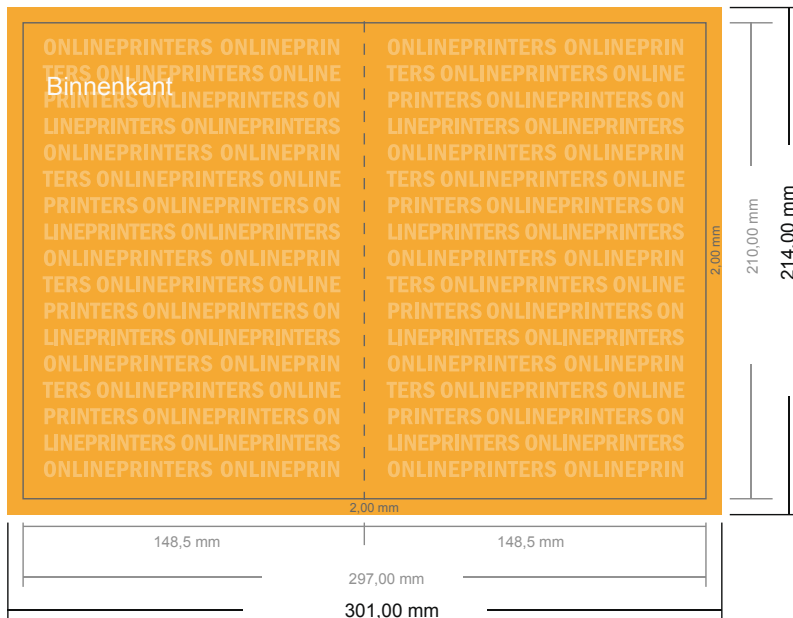 Binnenkant
ONLINEPRINTERS ONLINEPRIN
TERS ONLINEPRINTERS ONLINE
PRINTERS ONLINEPRINTERS ON
LINEPRINTERS ONLINEPRINTERS
ONLINEPRINTERS ONLINEPRIN
TERS ONLINEPRINTERS ONLINE
PRINTERS ONLINEPRINTERS ON
LINEPRINTERS ONLINEPRINTERS
ONLINEPRINTERS ONLINEPRIN
TERS ONLINEPRINTERS ONLINE
PRINTERS ONLINEPRINTERS ON
LINEPRINTERS ONLINEPRINTERS
ONLINEPRINTERS ONLINEPRIN
TERS ONLINEPRINTERS ONLINE
PRINTERS ONLINEPRINTERS ON
LINEPRINTERS ONLINEPRINTERS
ONLINEPRINTERS ONLINEPRIN
ONLINEPRINTERS ONLINEPRIN
TERS ONLINEPRINTERS ONLINE
PRINTERS ONLINEPRINTERS ON
LINEPRINTERS ONLINEPRINTERS
ONLINEPRINTERS ONLINEPRIN
TERS ONLINEPRINTERS ONLINE
PRINTERS ONLINEPRINTERS ON
LINEPRINTERS ONLINEPRINTERS
ONLINEPRINTERS ONLINEPRIN
TERS ONLINEPRINTERS ONLINE
PRINTERS ONLINEPRINTERS ON
LINEPRINTERS ONLINEPRINTERS
ONLINEPRINTERS ONLINEPRIN
TERS ONLINEPRINTERS ONLINE
PRINTERS ONLINEPRINTERS ON
LINEPRINTERS ONLINEPRINTERS
ONLINEPRINTERS ONLINEPRIN
2,00 mm
210,00 mm
214,00 mm
2,00 mm
148,5 mm
148,5 mm
297,00 mm
301,00 mm